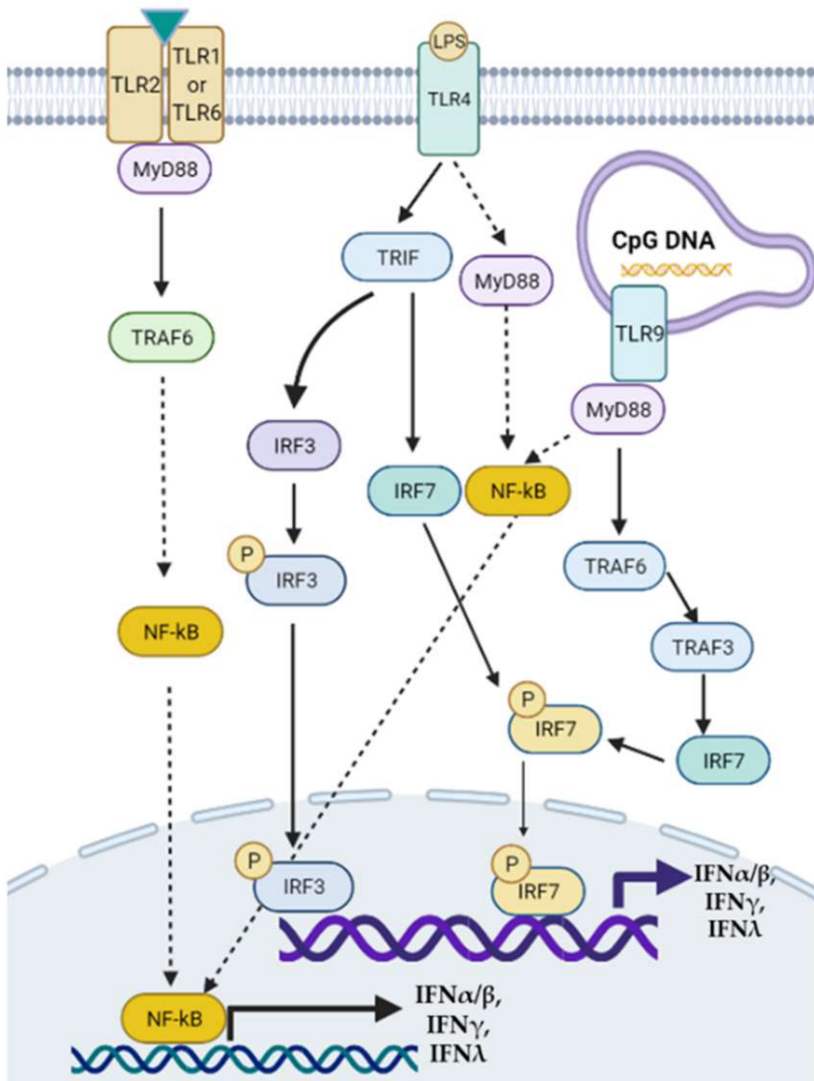 LPS
TLR2
TLR1
or
TLR6
TLR4
MyD88
TRIF
MyD88
CpG DNA
TLR9
TRAF6
MyD88
IRF3
IRF7
NF-kB
P
IRF3
TRAF6
NF-kB
TRAF3
P
IRF7
IRF7
P
IRF3
P
IRF7
IFNα/β,
IFNγ,
IFNλ
NF-kB
IFNα/β,
IFNγ,
IFNλ